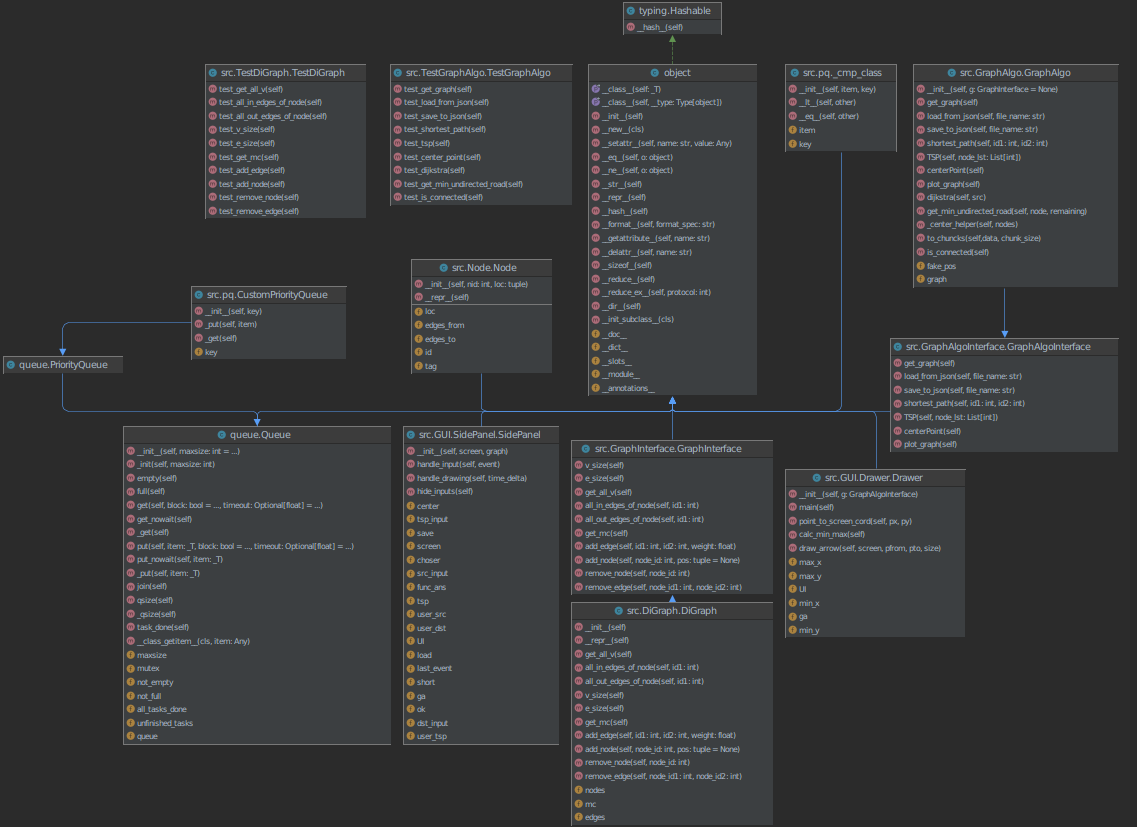 typing.Hashable
__hash__(self)
src.TestDiGraph.TestDiGraph
test_get_all_v(self)
test_all_in_edges_of_node(self)
test_all_out_edges_of_node(self)
test_v_size(self)
test_e_size(self)
test_get_mc(self)
test_add_edge(self)
test_add_node(self)
test_remove_node(self)
test_remove_edge(self)
src.TestGraphAlgo.TestGraphAlgo
test_get_graph(self)
test_load_from_json(self)
test_save_to_json(self)
test_shortest_path(self)
test_tsp(self)
test_center_point(self)
test_dijkstra(self)
test_get_min_undirected_road(self)
test_is_connected(self)
object
__class__(self: _T)
__class__(self, __type: Type[object])
__init__(self)
__new__(cls)
__setattr__(self, name: str, value: Any)
__eq__(self, o: object)
__ne__(self, o: object)
__str__(self)
__repr__(self)
__hash__(self)
__format__(self, format_spec: str)
__getattribute__(self, name: str)
__delattr__(self, name: str)
__sizeof__(self)
__reduce__(self)
__reduce_ex__(self, protocol: int)
__dir__(self)
__init_subclass__(cls)
__doc__
__dict__
__slots__
__module__
__annotations__
src.pq._cmp_class
__init__(self, item, key)
__lt__(self, other)
__eq__(self, other)
item
key
src.GraphAlgo.GraphAlgo
__init__(self, g: GraphInterface = None)
get_graph(self)
load_from_json(self, file_name: str)
save_to_json(self, file_name: str)
shortest_path(self, id1: int, id2: int)
TSP(self, node_lst: List[int])
centerPoint(self)
plot_graph(self)
dijkstra(self, src)
get_min_undirected_road(self, node, remaining)
_center_helper(self, nodes)
to_chuncks(self,data, chunk_size)
is_connected(self)
fake_pos
graph
src.pq.CustomPriorityQueue
__init__(self, key)
_put(self, item)
_get(self)
key
src.Node.Node
__init__(self, nid: int, loc: tuple)
__repr__(self)
loc
edges_from
edges_to
id
tag
queue.PriorityQueue
src.GraphAlgoInterface.GraphAlgoInterface
get_graph(self)
load_from_json(self, file_name: str)
save_to_json(self, file_name: str)
shortest_path(self, id1: int, id2: int)
TSP(self, node_lst: List[int])
centerPoint(self)
plot_graph(self)
queue.Queue
__init__(self, maxsize: int = ...)
_init(self, maxsize: int)
empty(self)
full(self)
get(self, block: bool = ..., timeout: Optional[float] = ...)
get_nowait(self)
_get(self)
put(self, item: _T, block: bool = ..., timeout: Optional[float] = ...)
put_nowait(self, item: _T)
_put(self, item: _T)
join(self)
qsize(self)
_qsize(self)
task_done(self)
__class_getitem__(cls, item: Any)
maxsize
mutex
not_empty
not_full
all_tasks_done
unfinished_tasks
queue
src.GUI.SidePanel.SidePanel
__init__(self, screen, graph)
handle_input(self, event)
handle_drawing(self, time_delta)
hide_inputs(self)
center
tsp_input
save
screen
choser
src_input
func_ans
tsp
user_src
user_dst
UI
load
last_event
short
ga
ok
dst_input
user_tsp
src.GraphInterface.GraphInterface
v_size(self)
e_size(self)
get_all_v(self)
all_in_edges_of_node(self, id1: int)
all_out_edges_of_node(self, id1: int)
get_mc(self)
add_edge(self, id1: int, id2: int, weight: float)
add_node(self, node_id: int, pos: tuple = None)
remove_node(self, node_id: int)
remove_edge(self, node_id1: int, node_id2: int)
src.GUI.Drawer.Drawer
__init__(self, g: GraphAlgoInterface)
main(self)
point_to_screen_cord(self, px, py)
calc_min_max(self)
draw_arrow(self, screen, pfrom, pto, size)
max_x
max_y
UI
min_x
ga
min_y
src.DiGraph.DiGraph
__init__(self)
__repr__(self)
get_all_v(self)
all_in_edges_of_node(self, id1: int)
all_out_edges_of_node(self, id1: int)
v_size(self)
e_size(self)
get_mc(self)
add_edge(self, id1: int, id2: int, weight: float)
add_node(self, node_id: int, pos: tuple = None)
remove_node(self, node_id: int)
remove_edge(self, node_id1: int, node_id2: int)
nodes
mc
edges